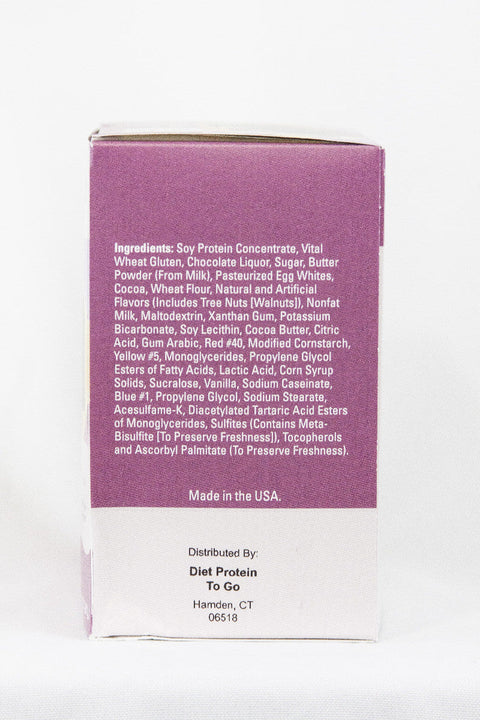 Ingredients: Soy Protein Concentrate, Vital
Wheat Gluten, Chocolate Liquor, Sugar, Butter
Powder (From Milk), Pasteurized Egg Whites,
Cocoa, Wheat Flour, Natural and Artificial
Flavors (Includes Tree Nuts [Walnuts]), Nonfat
Milk, Maltodextrin, Xanthan Gum, Potassium
Bicarbonate, Soy Lecithin, Cocoa Butter, Citric
Acid, Gum Arabic, Red #40, Modified Cornstarch,
Yellow #5, Monoglycerides, Propylene Glycol
Esters of Fatty Acids, Lactic Acid, Corn Syrup
Solids, Sucralose, Vanilla, Sodium Caseinate,
Blue #1, Propylene Glycol, Sodium Stearate,
Acesulfame-K, Diacetylated Tartaric Acid Esters
of Monoglycerides, Sulfites (Contains Meta-
Bisulfite [To Preserve Freshness]), Tocopherols
and Ascorbyl Palmitate (To Preserve Freshness).
Made in the USA.
Distributed By:
Diet Protein
To Go
Hamden, CT
06518